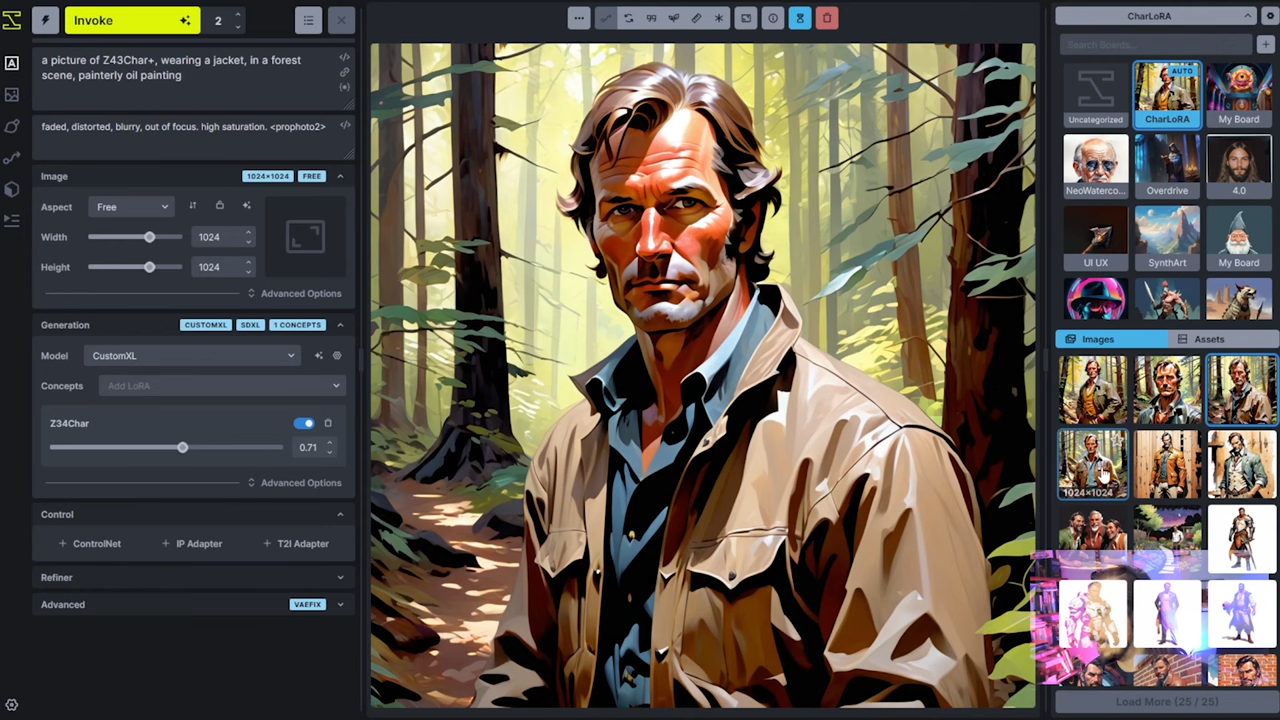 Invoke
2
a picture of Z43Char+, wearing a jacket, in a forest
scene, painterly oil painting
faded, distorted, blurry, out of focus. high saturation. <prophoto2>
Image
1024×1024
FREE
Aspect
Free
Width
1024
Height
1024
Advanced Options
Generation
CUSTOMXL
SDXL
1 CONCEPTS
Model
CustomXL
Concepts
Add LoRA
Z34Char
0.71
Advanced Options
Control
+ ControlNet
+ IP Adapter
+ T2I Adapter
Refiner
Advanced
VAEFIX
CharLoRA
Search Boards...
AUTO
Uncategorized
CharLoRA
My Board
NeoWaterco...
Overdrive
4.0
UI UX
SynthArt
My Board
Images
Assets
1024×1024
Load More (25 / 25)